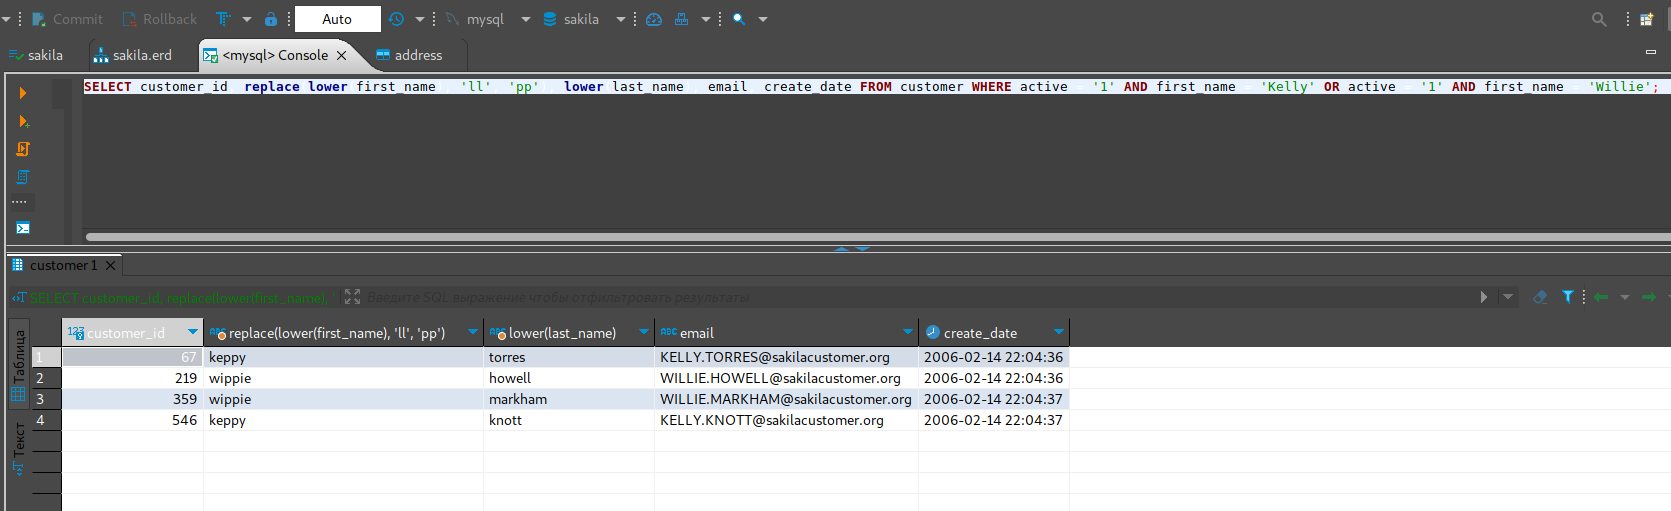 Commit Rollback Auto mysql sakila
sakila sakila.erd <mysql> Console address
SELECT customer_id replace lower first_name) 'll' 'pp') lower last_name) email create_date FROM customer WHERE active = '1' AND first_name = 'Kelly' OR active = '1' AND first_name = 'Willie';
customer 1
SELECT customer_id, replace(lower(first_name), ' Введите SQL выражение чтобы отфильтровать результаты
Таблица
Текст
123 customer_id ABC replace(lower(first_name), 'll', 'pp') ABC lower(last_name) ABC email create_date
1 67 keppy torres KELLY.TORRES@sakilacustomer.org 2006-02-14 22:04:36
2 219 wippie howell WILLIE.HOWELL@sakilacustomer.org 2006-02-14 22:04:36
3 359 wippie markham WILLIE.MARKHAM@sakilacustomer.org 2006-02-14 22:04:37
4 546 keppy knott KELLY.KNOTT@sakilacustomer.org 2006-02-14 22:04:37